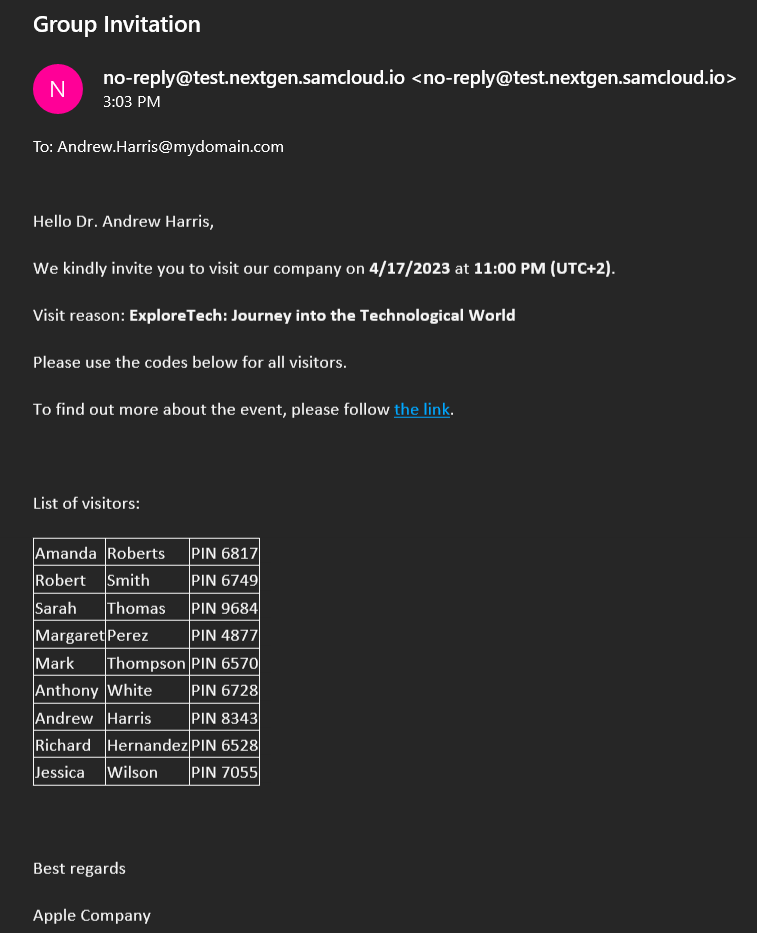 Group Invitation
N
no-reply@test.nextgen.samcloud.io <no-reply@test.nextgen.samcloud.io>
3:03 PM
To: Andrew.Harris@mydomain.com
Hello Dr. Andrew Harris,
We kindly invite you to visit our company on 4/17/2023 at 11:00 PM (UTC+2).
Visit reason: ExploreTech: Journey into the Technological World
Please use the codes below for all visitors.
To find out more about the event, please follow the link.
List of visitors:
Amanda Roberts PIN 6817
Robert Smith PIN 6749
Sarah Thomas PIN 9684
Margaret Perez PIN 4877
Mark Thompson PIN 6570
Anthony White PIN 6728
Andrew Harris PIN 8343
Richard Hernandez PIN 6528
Jessica Wilson PIN 7055
Best regards
Apple Company